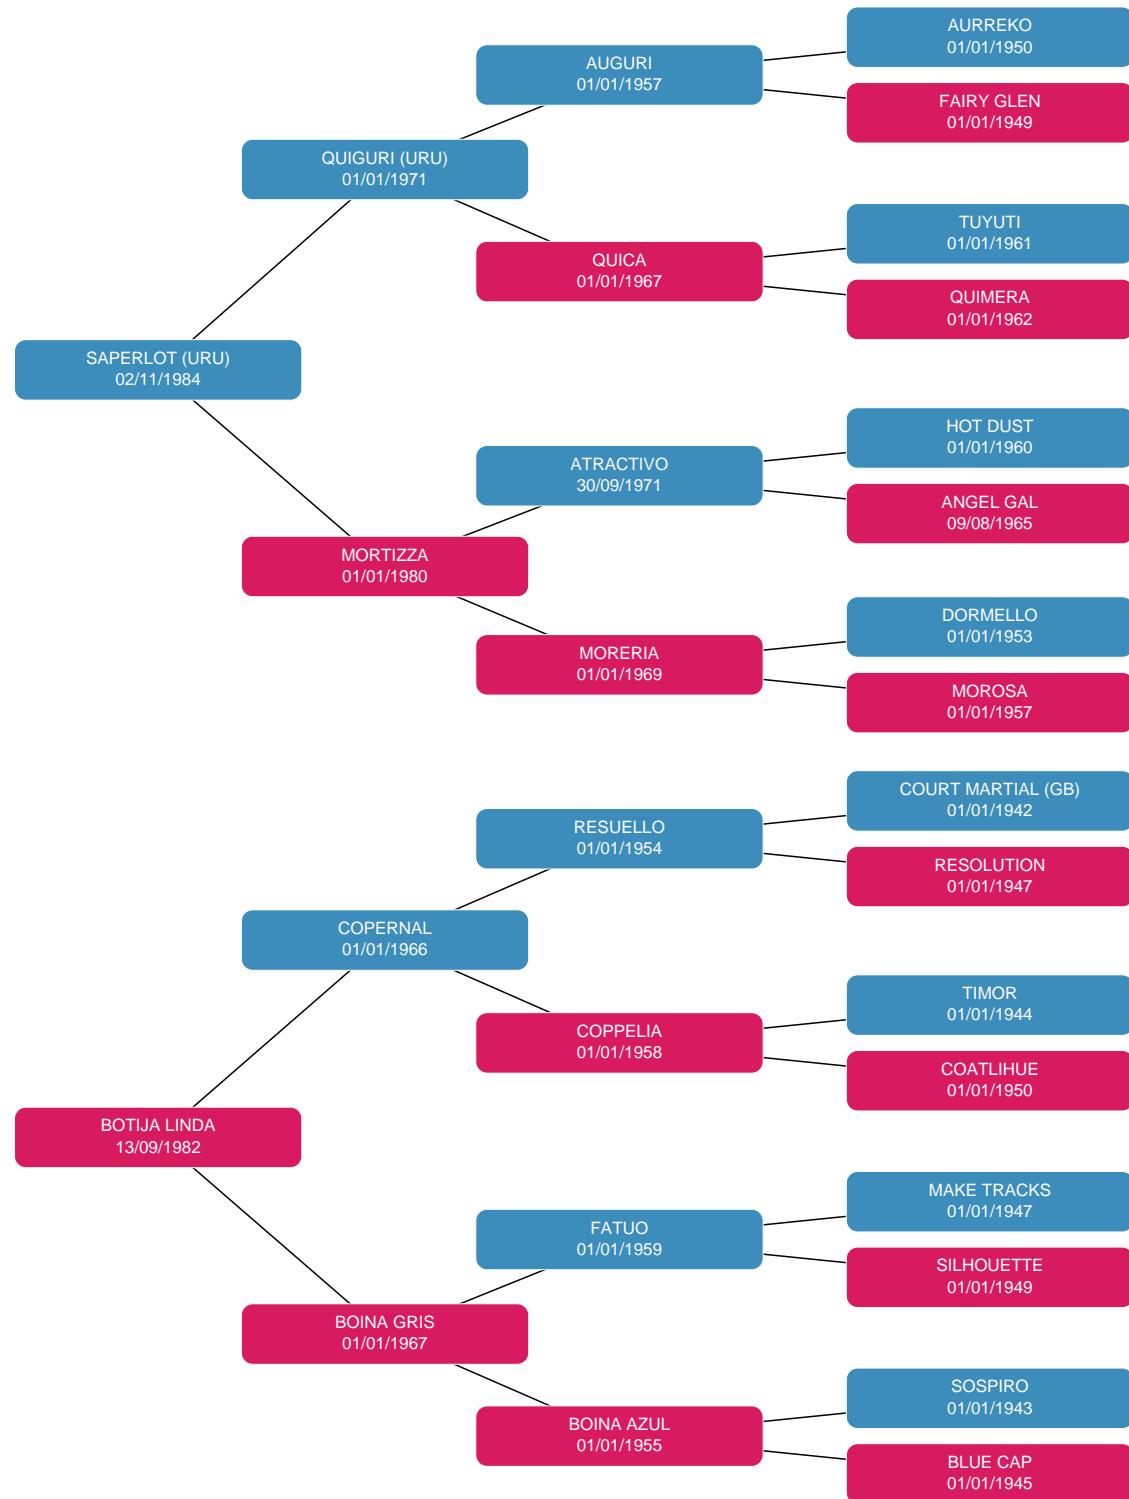 AURREKO
01/01/1950
AUGURI
01/01/1957
FAIRY GLEN
01/01/1949
QUIGURI (URU)
01/01/1971
TUYUTI
01/01/1961
QUICA
01/01/1967
QUIMERA
01/01/1962
SAPERLOT (URU)
02/11/1984
HOT DUST
01/01/1960
ATRACTIVO
30/09/1971
ANGEL GAL
09/08/1965
MORTIZZA
01/01/1980
DORMELLO
01/01/1953
MORERIA
01/01/1969
MOROSA
01/01/1957
COURT MARTIAL (GB)
01/01/1942
RESUELLO
01/01/1954
RESOLUTION
01/01/1947
COPERNAL
01/01/1966
TIMOR
01/01/1944
COPPELIA
01/01/1958
COATLIHUE
01/01/1950
BOTIJA LINDA
13/09/1982
MAKE TRACKS
01/01/1947
FATUO
01/01/1959
SILHOUETTE
01/01/1949
BOINA GRIS
01/01/1967
SOSPIRO
01/01/1943
BOINA AZUL
01/01/1955
BLUE CAP
01/01/1945